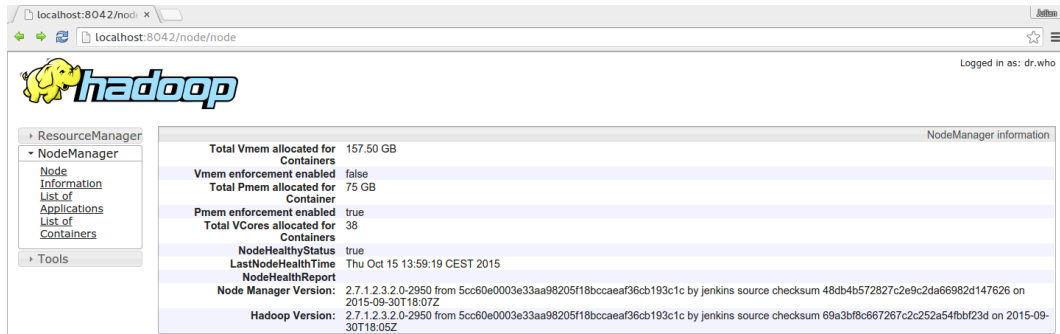 localhost:8042/node
Julian
localhost:8042/node/node
Logged in as: dr.who
hadoop
ResourceManager
NodeManager
Node
Information
List of
Applications
List of
Containers
Tools
NodeManager information
Total Vmem allocated for 157.50 GB
Containers
Vmem enforcement enabled false
Total Pmem allocated for 75 GB
Container
Pmem enforcement enabled true
Total VCores allocated for 38
Containers
NodeHealthyStatus true
LastNodeHealthTime Thu Oct 15 13:59:19 CEST 2015
NodeHealthReport
Node Manager Version: 2.7.1.2.3.2.0-2950 from 5cc60e0003e33aa98205f18bccaeaf36cb193c1c by jenkins source checksum 48db4b572827c2e9c2da66982d147626 on
2015-09-30T18:07Z
Hadoop Version: 2.7.1.2.3.2.0-2950 from 5cc60e0003e33aa98205f18bccaeaf36cb193c1c by jenkins source checksum 69a3bf8c667267c2c252a54fbbf23d on 2015-09-
30T18:05Z